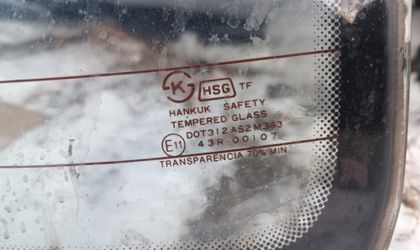 K HSG TF
HANKUK SAFETY
TEMPERED GLASS
DOT312AS2M343
E11 43R-00107
TRANSPARENCIA 70% MIN